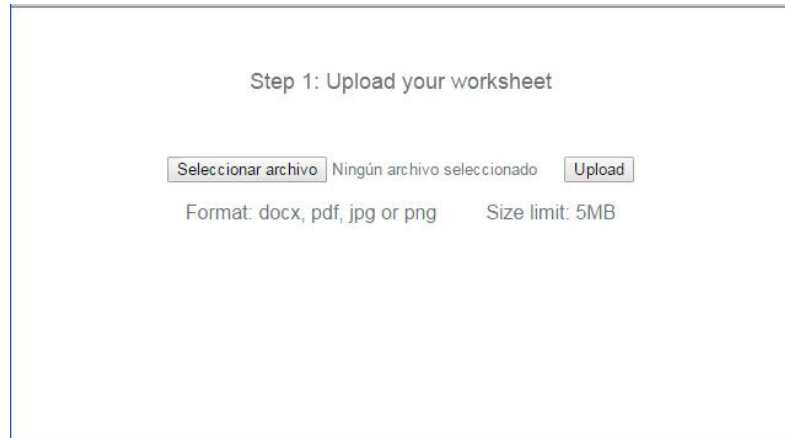 Step 1: Upload your worksheet
Seleccionar archivo Ningún archivo seleccionado Upload
Format: docx, pdf, jpg or png Size limit: 5MB